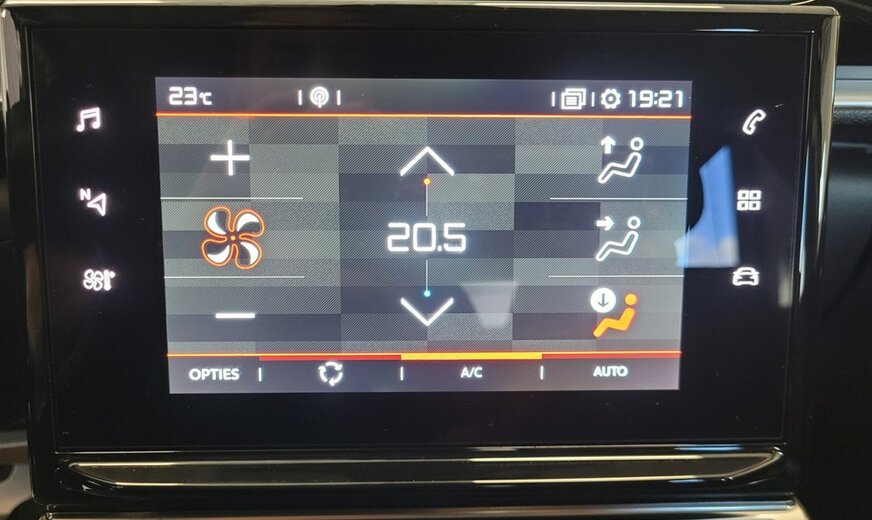 23°C 19:21
N
20.5
OPTIES A/C AUTO